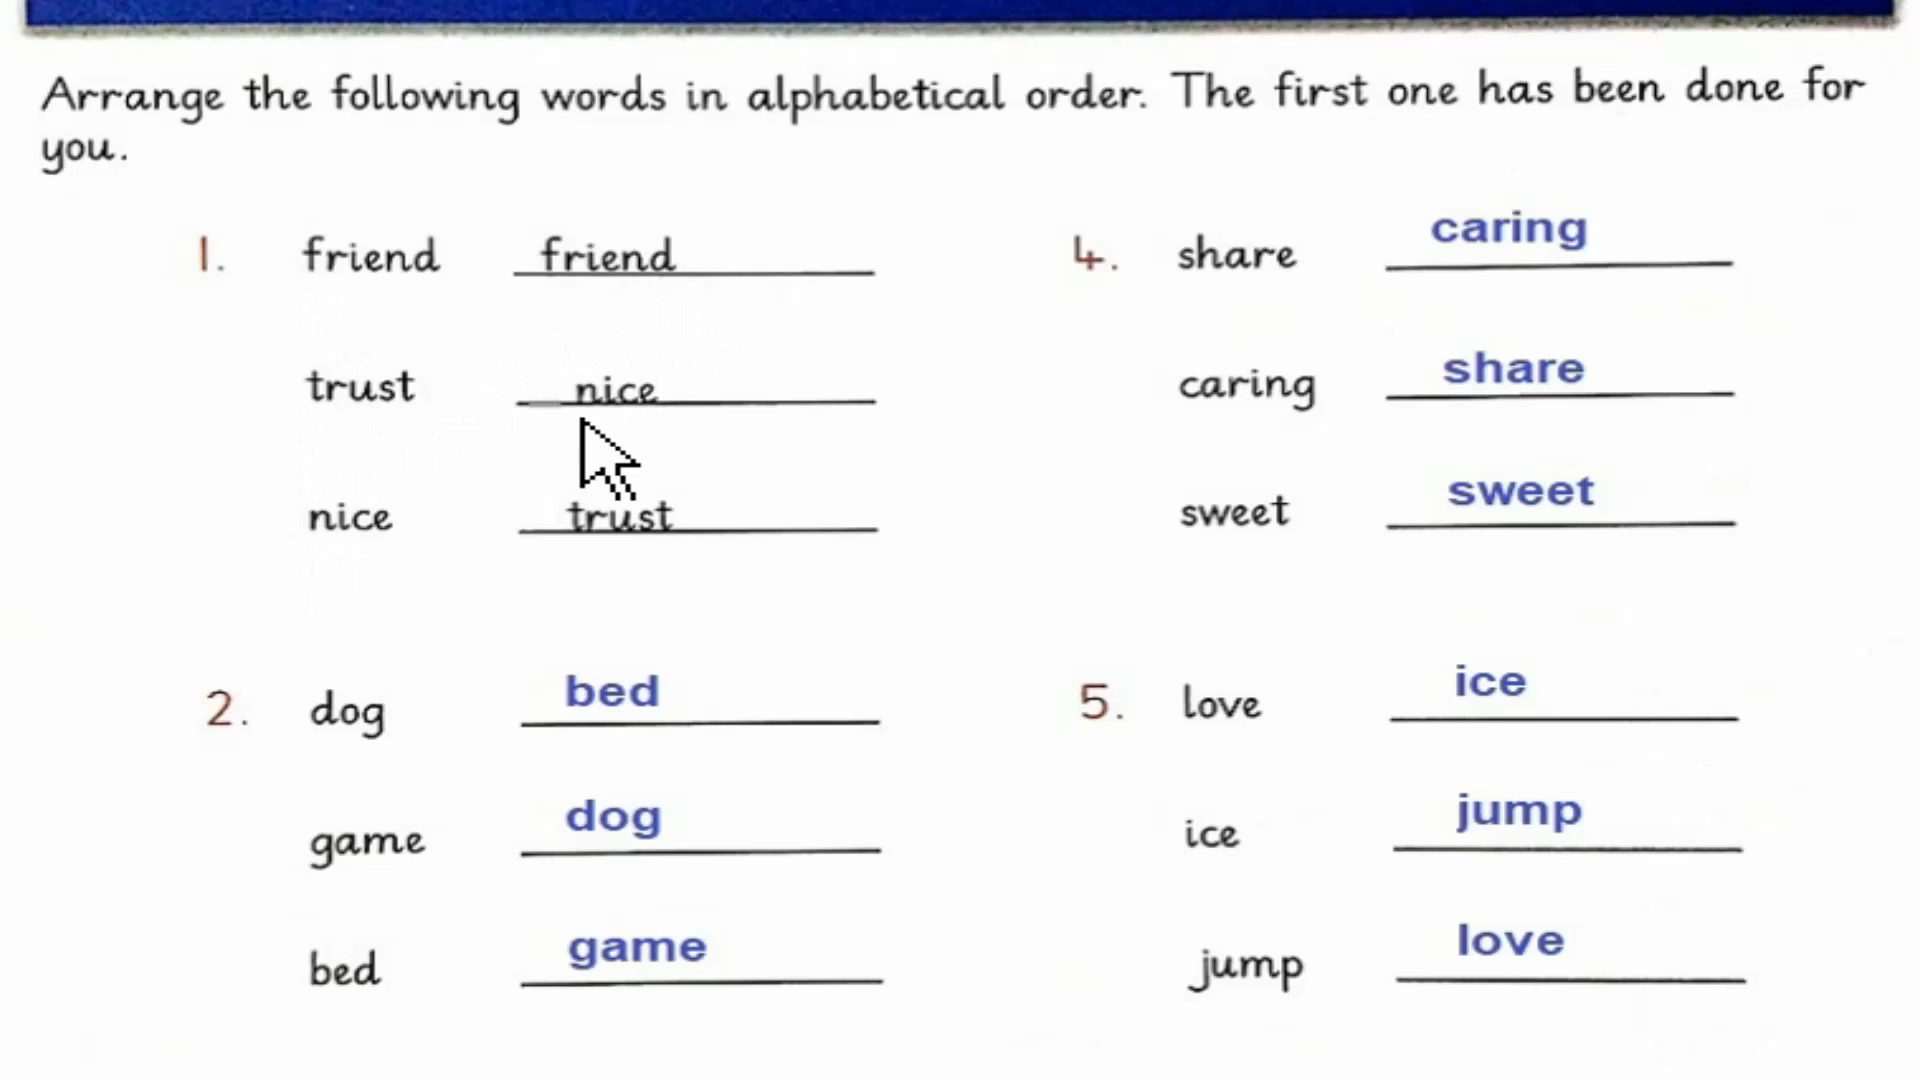 Arrange the following words in alphabetical order. The first one has been done for
you.
1. friend friend
trust nice
nice trust
2. dog bed
game dog
bed game
4. share caring
caring share
sweet sweet
5. love ice
ice jump
jump love